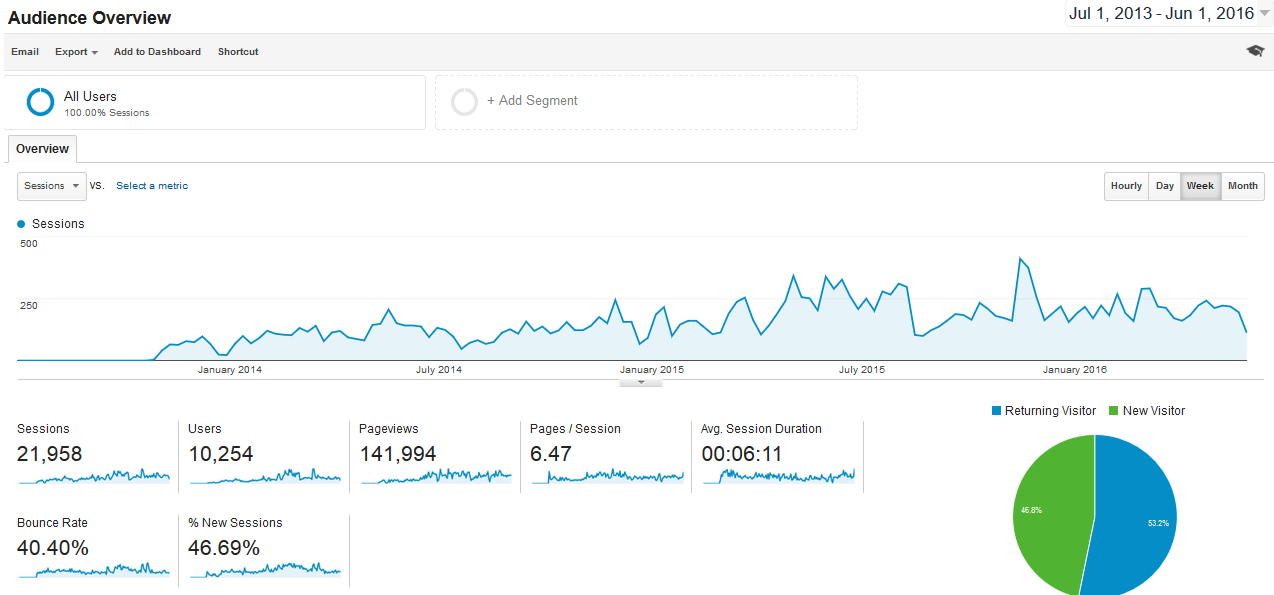 Audience Overview
Jul 1, 2013 - Jun 1, 2016
Email Export Add to Dashboard Shortcut
All Users
100.00% Sessions
+ Add Segment
Overview
Sessions VS. Select a metric
Hourly Day Week Month
Sessions
500
250
January 2014 July 2014 January 2015 July 2015 January 2016
Returning Visitor New Visitor
Sessions Users Pageviews Pages / Session Avg. Session Duration
21,958 10,254 141,994 6.47 00:06:11
Bounce Rate % New Sessions
40.40% 46.69%
46.8%
53.2%